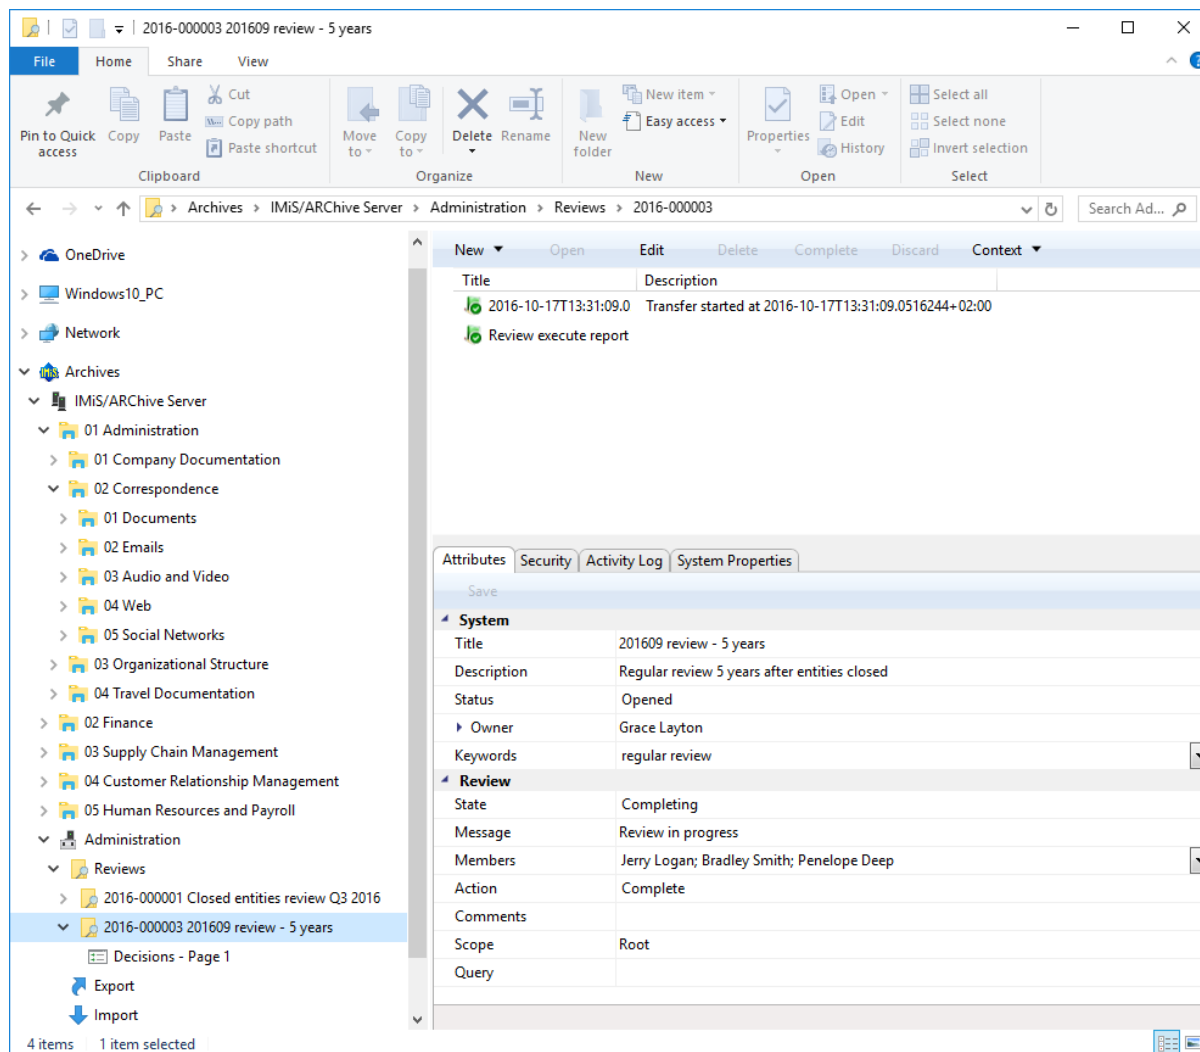 2016-000003 201609 review - 5 years
File Home Share View
Pin to Quick access
Copy
Paste
Cut
Copy path
Paste shortcut
Clipboard
Move to
Copy to
Delete
Rename
Organize
New folder
New item
Easy access
New
Properties
Open
Edit
History
Open
Select all
Select none
Invert selection
Select
Archives > IMiS/ARChive Server > Administration > Reviews > 2016-000003
Search Ad...
OneDrive
Windows10_PC
Network
Archives
IMiS/ARChive Server
01 Administration
01 Company Documentation
02 Correspondence
01 Documents
02 Emails
03 Audio and Video
04 Web
05 Social Networks
03 Organizational Structure
04 Travel Documentation
02 Finance
03 Supply Chain Management
04 Customer Relationship Management
05 Human Resources and Payroll
Administration
Reviews
2016-000001 Closed entities review Q3 2016
2016-000003 201609 review - 5 years
Decisions - Page 1
Export
Import
New Open Edit Delete Complete Discard Context
Title Description
2016-10-17T13:31:09.0 Transfer started at 2016-10-17T13:31:09.0516244+02:00
Review execute report
Attributes Security Activity Log System Properties
Save
System
Title 201609 review - 5 years
Description Regular review 5 years after entities closed
Status Opened
Owner Grace Layton
Keywords regular review
Review
State Completing
Message Review in progress
Members Jerry Logan; Bradley Smith; Penelope Deep
Action Complete
Comments
Scope Root
Query
4 items 1 item selected